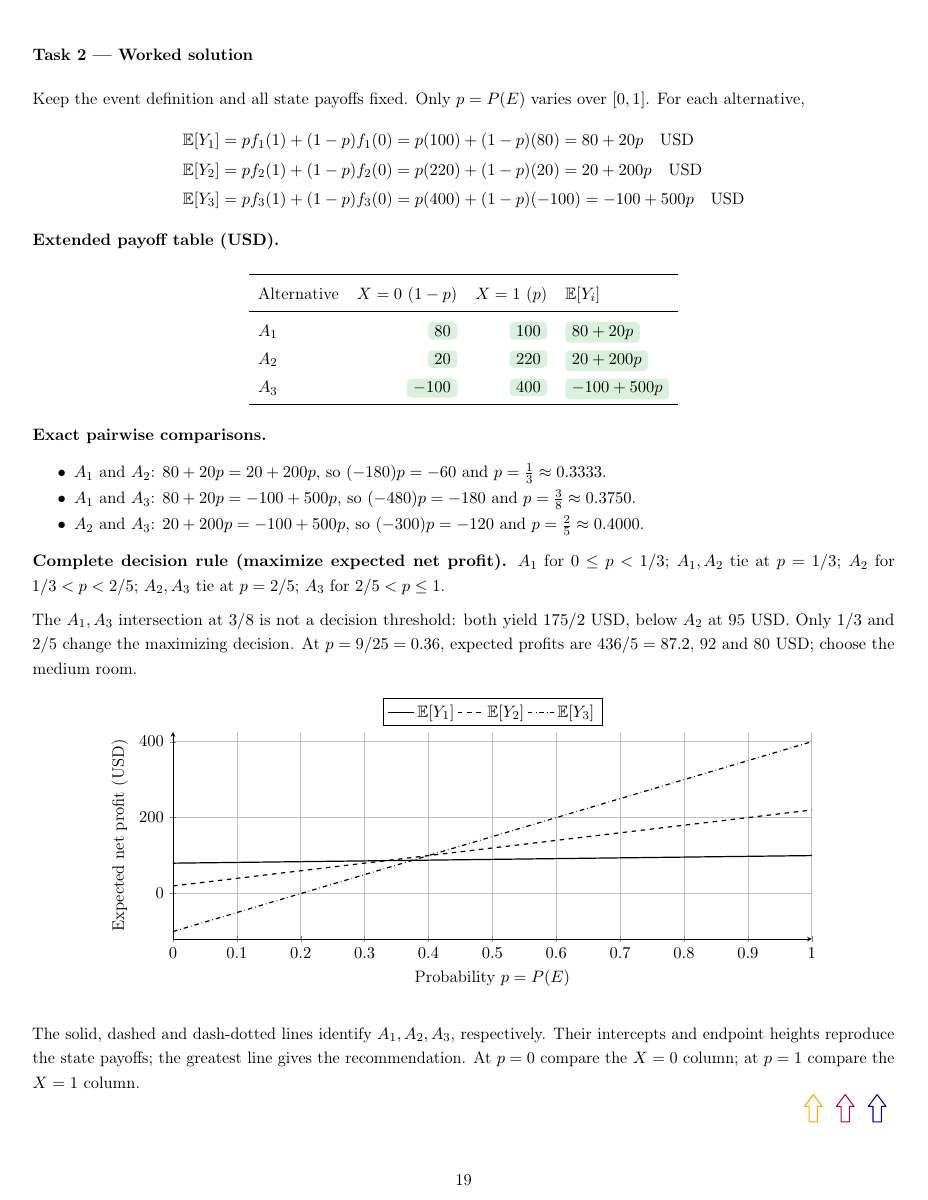 Task 2 — Worked solution
Keep the event definition and all state payoffs fixed. Only p = P(E) varies over [0, 1]. For each alternative,
𝔼[Y₁] = pf₁(1) + (1 − p)f₁(0) = p(100) + (1 − p)(80) = 80 + 20p USD
𝔼[Y₂] = pf₂(1) + (1 − p)f₂(0) = p(220) + (1 − p)(20) = 20 + 200p USD
𝔼[Y₃] = pf₃(1) + (1 − p)f₃(0) = p(400) + (1 − p)(−100) = −100 + 500p USD
Extended payoff table (USD).
Alternative X = 0 (1 − p) X = 1 (p) 𝔼[Yᵢ]
A₁ 80 100 80 + 20p
A₂ 20 220 20 + 200p
A₃ −100 400 −100 + 500p
Exact pairwise comparisons.
• A₁ and A₂: 80 + 20p = 20 + 200p, so (−180)p = −60 and p = 1/3 ≈ 0.3333.
• A₁ and A₃: 80 + 20p = −100 + 500p, so (−480)p = −180 and p = 3/8 ≈ 0.3750.
• A₂ and A₃: 20 + 200p = −100 + 500p, so (−300)p = −120 and p = 2/5 ≈ 0.4000.
Complete decision rule (maximize expected net profit). A₁ for 0 ≤ p < 1/3; A₁, A₂ tie at p = 1/3; A₂ for
1/3 < p < 2/5; A₂, A₃ tie at p = 2/5; A₃ for 2/5 < p ≤ 1.
The A₁, A₃ intersection at 3/8 is not a decision threshold: both yield 175/2 USD, below A₂ at 95 USD. Only 1/3 and
2/5 change the maximizing decision. At p = 9/25 = 0.36, expected profits are 436/5 = 87.2, 92 and 80 USD; choose the
medium room.
𝔼[Y₁] 𝔼[Y₂] 𝔼[Y₃]
Expected net profit (USD)
400
200
0
0 0.1 0.2 0.3 0.4 0.5 0.6 0.7 0.8 0.9 1
Probability p = P(E)
The solid, dashed and dash-dotted lines identify A₁, A₂, A₃, respectively. Their intercepts and endpoint heights reproduce
the state payoffs; the greatest line gives the recommendation. At p = 0 compare the X = 0 column; at p = 1 compare the
X = 1 column.
19